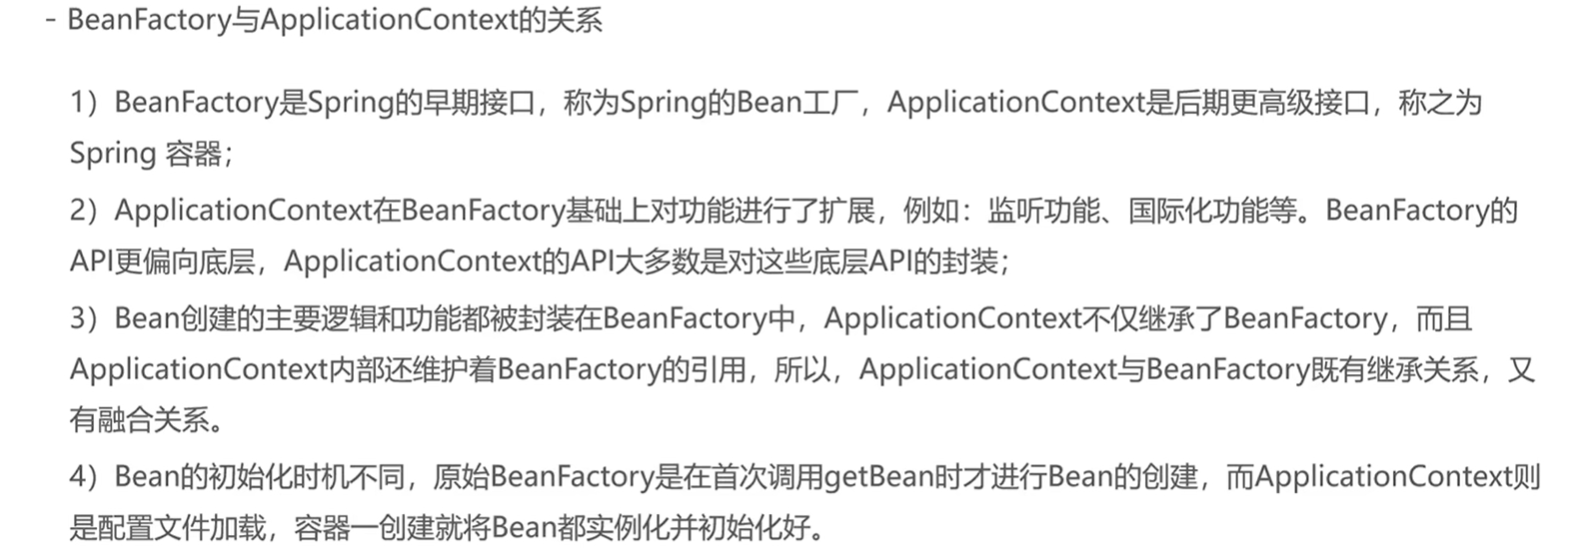 - BeanFactory与ApplicationContext的关系
1）BeanFactory是Spring的早期接口，称为Spring的Bean工厂，ApplicationContext是后期更高级接口，称之为
Spring 容器；
2）ApplicationContext在BeanFactory基础上对功能进行了扩展，例如：监听功能、国际化功能等。BeanFactory的
API更偏向底层，ApplicationContext的API大多数是对这些底层API的封装；
3）Bean创建的主要逻辑和功能都被封装在BeanFactory中，ApplicationContext不仅继承了BeanFactory，而且
ApplicationContext内部还维护着BeanFactory的引用，所以，ApplicationContext与BeanFactory既有继承关系，又
有融合关系。
4）Bean的初始化时机不同，原始BeanFactory是在首次调用getBean时才进行Bean的创建，而ApplicationContext则
是配置文件加载，容器一创建就将Bean都实例化并初始化好。